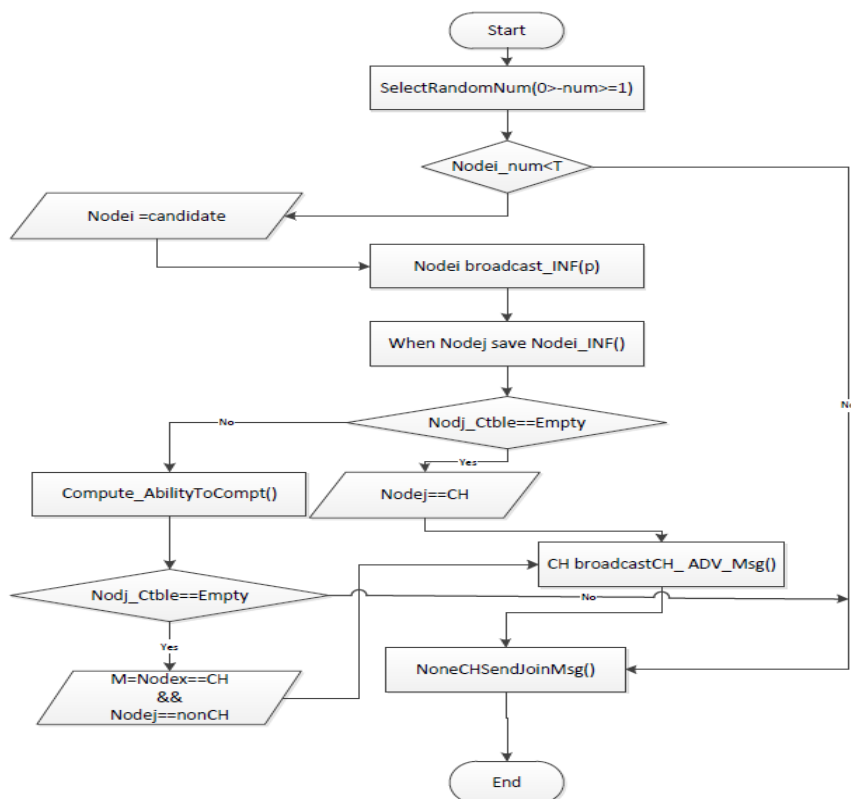 Start
SelectRandomNum(0>-num>=1)
Nodei_num<T
Nodei =candidate
Nodei broadcast_INF(p)
When Nodej save Nodei_INF()
No
Nodj_Ctble==Empty
No
Yes
Compute_AbilityToCompt()
Nodej==CH
CH broadcastCH_ ADV_Msg()
Nodj_Ctble==Empty
No
Yes
NoneCHSendJoinMsg()
M=Nodex==CH
&&
Nodej==nonCH
End